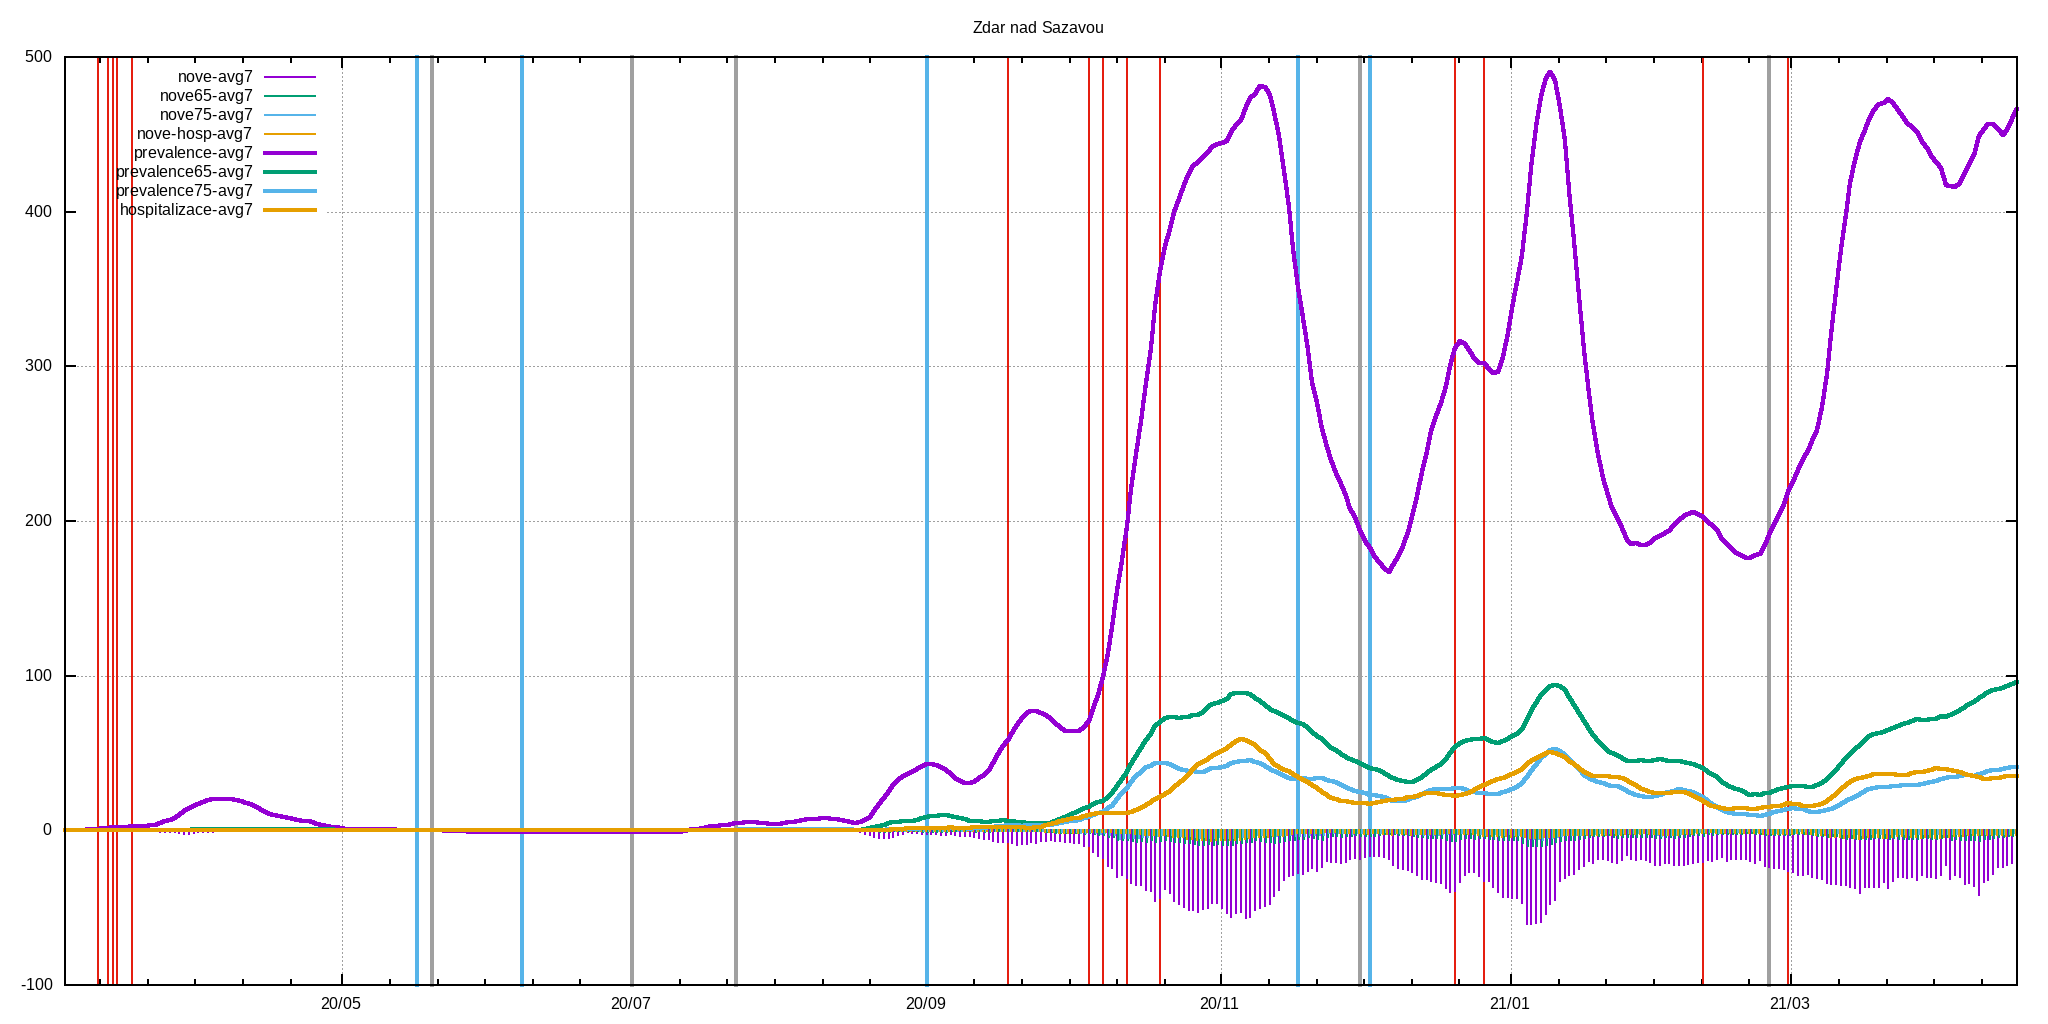 Zdar nad Sazavou
500
400
300
200
100
0
-100
nove-avg7
nove65-avg7
nove75-avg7
nove-hosp-avg7
prevalence-avg7
prevalence65-avg7
prevalence75-avg7
hospitalizace-avg7
20/05
20/07
20/09
20/11
21/01
21/03